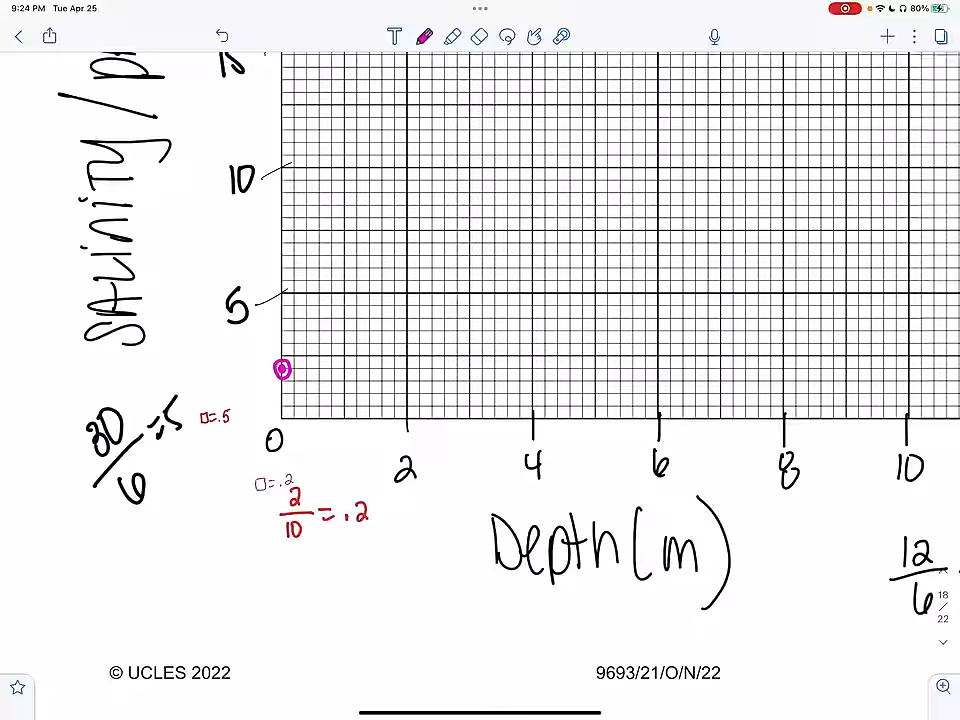 9:24 PM Tue Apr 25
80%
T
Salinity / p
10
5
30/6 = 5
□=.5
0
2
4
6
8
10
□=.2
2/10 = .2
Depth (m)
12/6
18
/
22
© UCLES 2022
9693/21/O/N/22